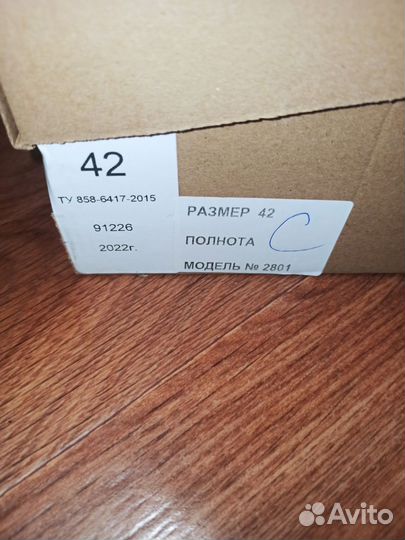 42
ТУ 858-6417-2015
91226
2022г.
РАЗМЕР 42
ПОЛНОТА С
МОДЕЛЬ № 2801
Avito